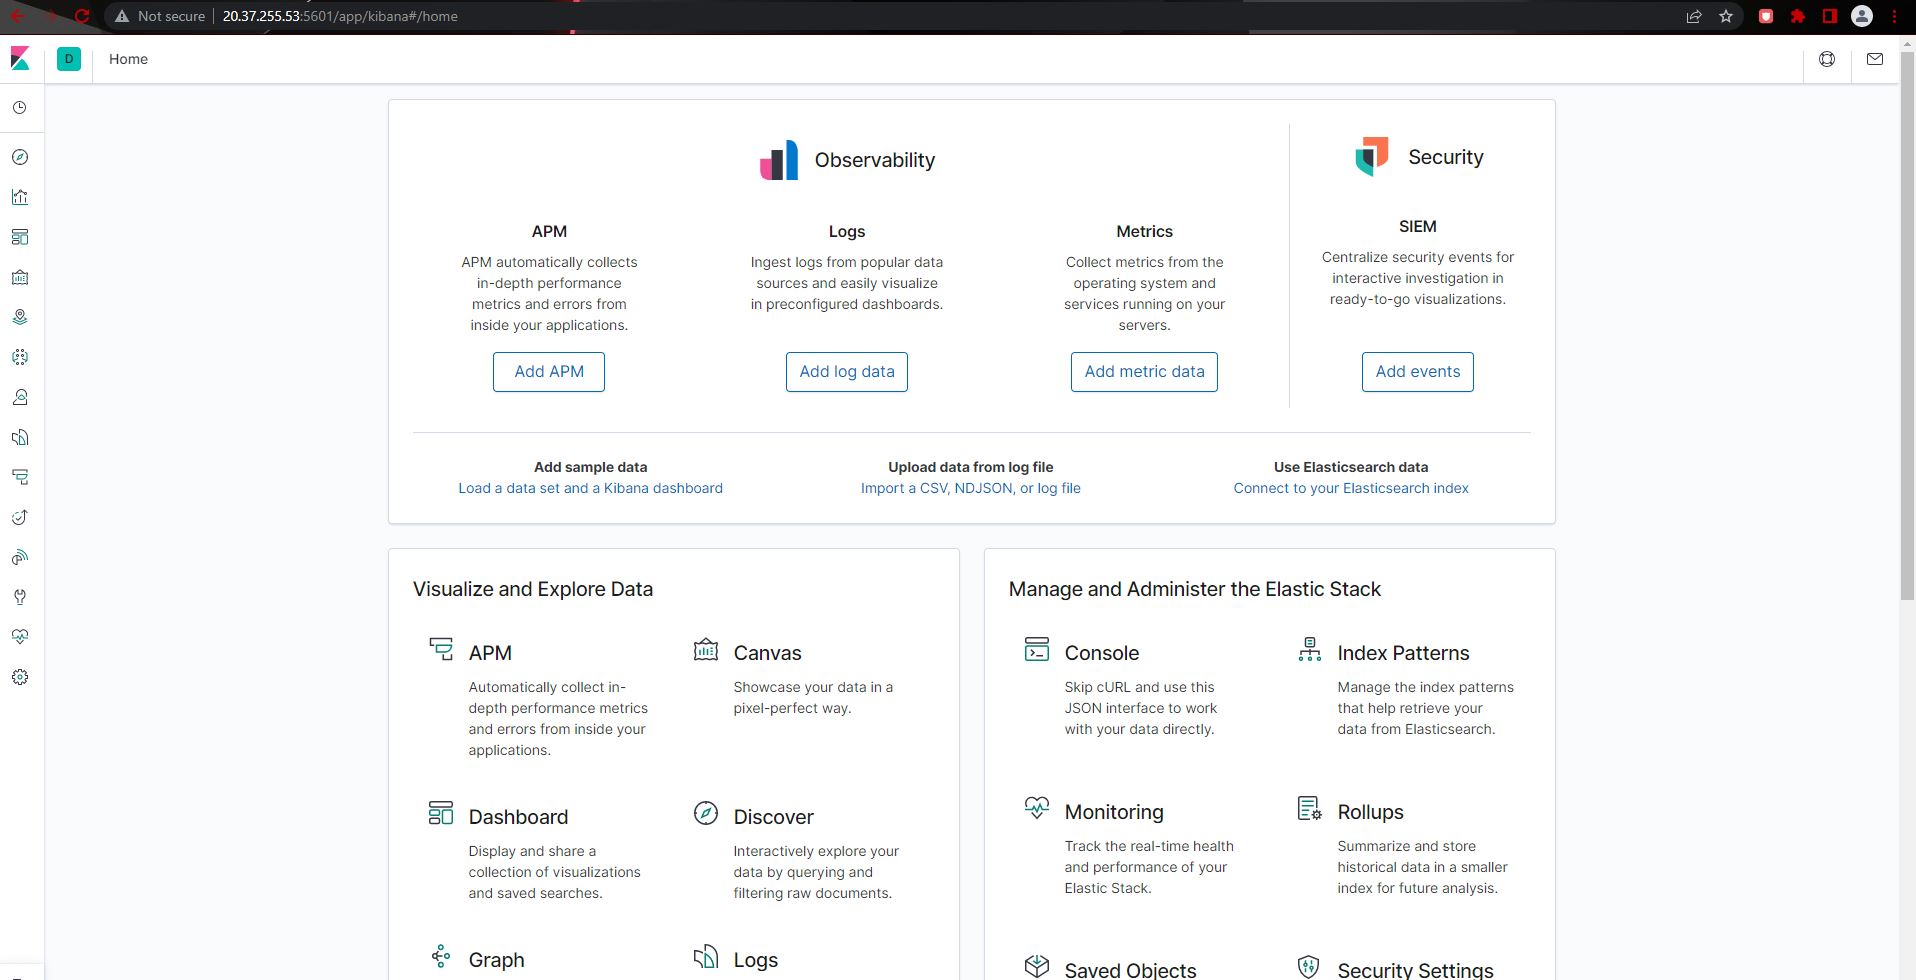 Not secure
20.37.255.53:5601/app/kibana#/home
D
Home
Observability
APM
APM automatically collects
in-depth performance
metrics and errors from
inside your applications.
Add APM
Logs
Ingest logs from popular data
sources and easily visualize
in preconfigured dashboards.
Add log data
Metrics
Collect metrics from the
operating system and
services running on your
servers.
Add metric data
Security
SIEM
Centralize security events for
interactive investigation in
ready-to-go visualizations.
Add events
Add sample data
Load a data set and a Kibana dashboard
Upload data from log file
Import a CSV, NDJSON, or log file
Use Elasticsearch data
Connect to your Elasticsearch index
Visualize and Explore Data
APM
Automatically collect in-
depth performance metrics
and errors from inside your
applications.
Canvas
Showcase your data in a
pixel-perfect way.
Dashboard
Display and share a
collection of visualizations
and saved searches.
Discover
Interactively explore your
data by querying and
filtering raw documents.
Graph
Logs
Manage and Administer the Elastic Stack
Console
Skip cURL and use this
JSON interface to work
with your data directly.
Index Patterns
Manage the index patterns
that help retrieve your
data from Elasticsearch.
Monitoring
Track the real-time health
and performance of your
Elastic Stack.
Rollups
Summarize and store
historical data in a smaller
index for future analysis.
Saved Objects
Security Settings